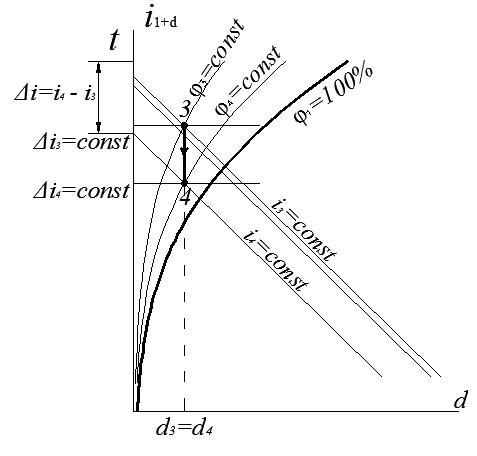 t i1+d
φ3=const
φ4=const
φ1=100%
Δi=i4 - i3
3
Δi3=const
Δi4=const
4
i3=const
i4=const
d
d3=d4